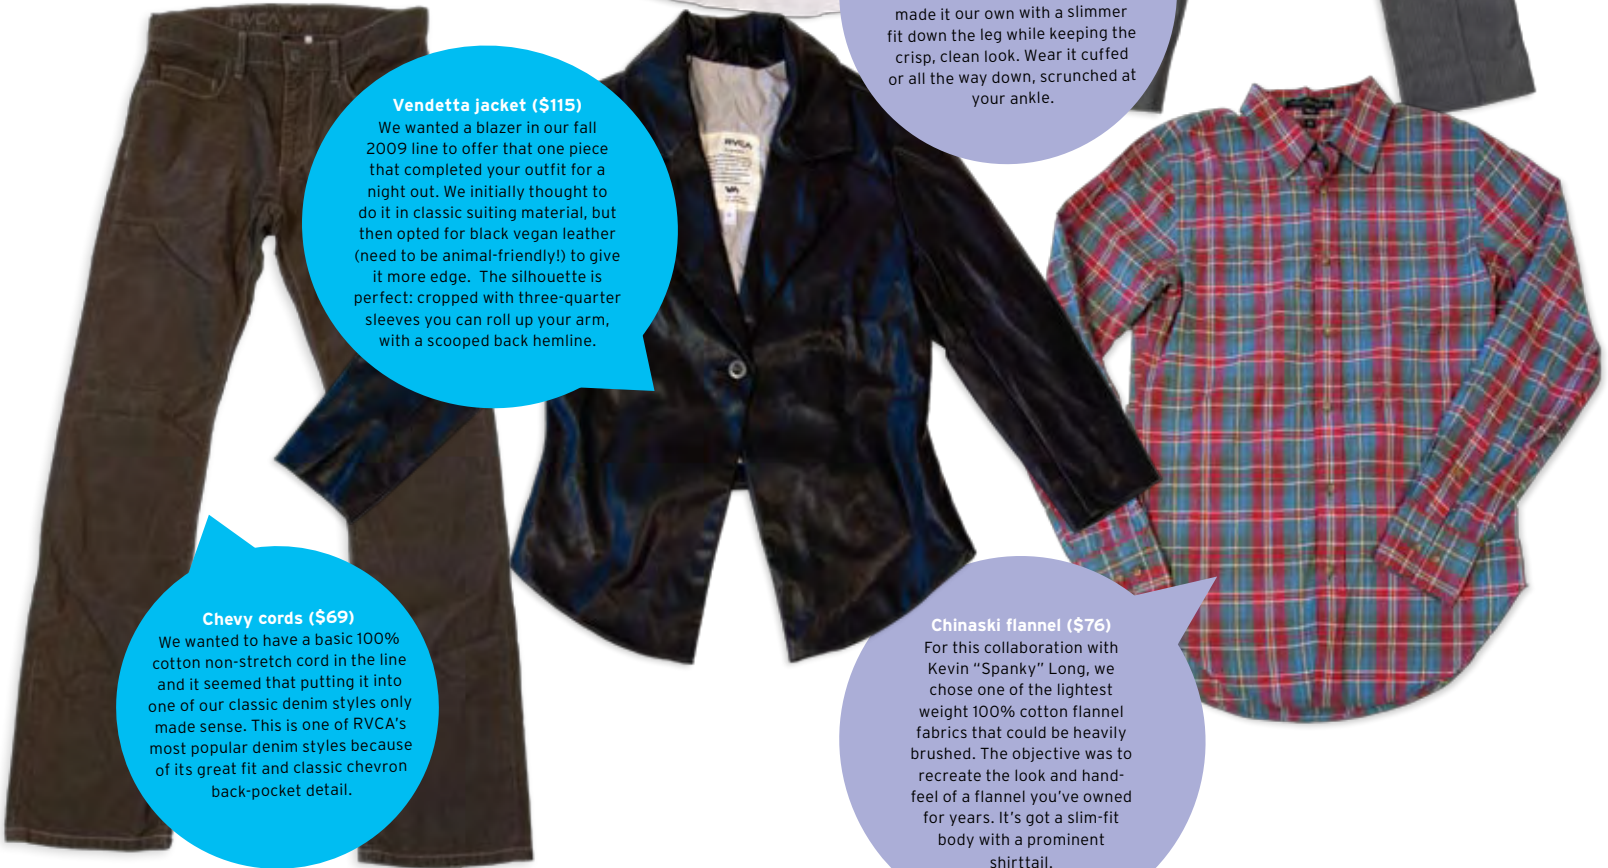 made it our own with a slimmer
fit down the leg while keeping the
crisp, clean look. Wear it cuffed
or all the way down, scrunched at
your ankle.
Vendetta jacket ($115)
We wanted a blazer in our fall
2009 line to offer that one piece
that completed your outfit for a
night out. We initially thought to
do it in classic suiting material, but
then opted for black vegan leather
(need to be animal-friendly!) to give
it more edge.  The silhouette is
perfect: cropped with three-quarter
sleeves you can roll up your arm,
with a scooped back hemline.
RVCA
Chevy cords ($69)
We wanted to have a basic 100%
cotton non-stretch cord in the line
and it seemed that putting it into
one of our classic denim styles only
made sense. This is one of RVCA's
most popular denim styles because
of its great fit and classic chevron
back-pocket detail.
Chinaski flannel ($76)
For this collaboration with
Kevin “Spanky” Long, we
chose one of the lightest
weight 100% cotton flannel
fabrics that could be heavily
brushed. The objective was to
recreate the look and hand-
feel of a flannel you've owned
for years. It's got a slim-fit
body with a prominent
shirttail.